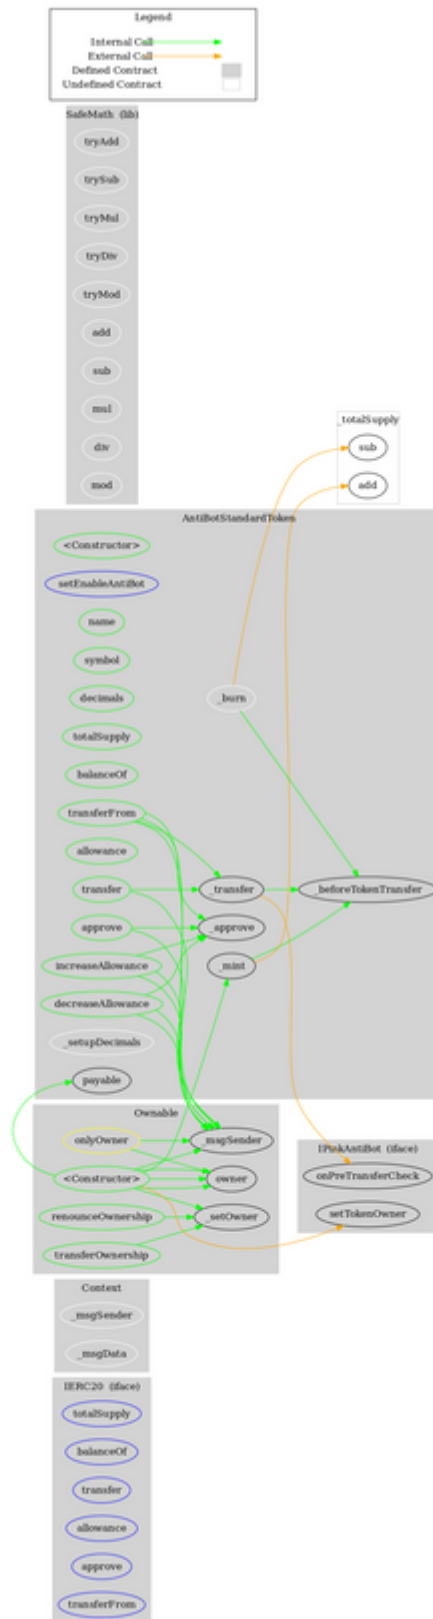 Legend
Internal Call
External Call
Defined Contract
Undefined Contract
SafeMath (lib)
tryAdd
trySub
tryMul
tryDiv
tryMod
add
sub
mul
div
mod
_totalSupply
sub
add
AntiBotStandardToken
<Constructor>
setEnableAntiBot
name
symbol
decimals
totalSupply
balanceOf
transferFrom
allowance
transfer
approve
increaseAllowance
decreaseAllowance
_setupDecimals
payable
_burn
_transfer
_approve
_mint
_beforeTokenTransfer
Ownable
onlyOwner
<Constructor>
renounceOwnership
transferOwnership
_msgSender
owner
_setOwner
IPinkAntiBot (iface)
onPreTransferCheck
setTokenOwner
Context
_msgSender
_msgData
IERC20 (iface)
totalSupply
balanceOf
transfer
allowance
approve
transferFrom